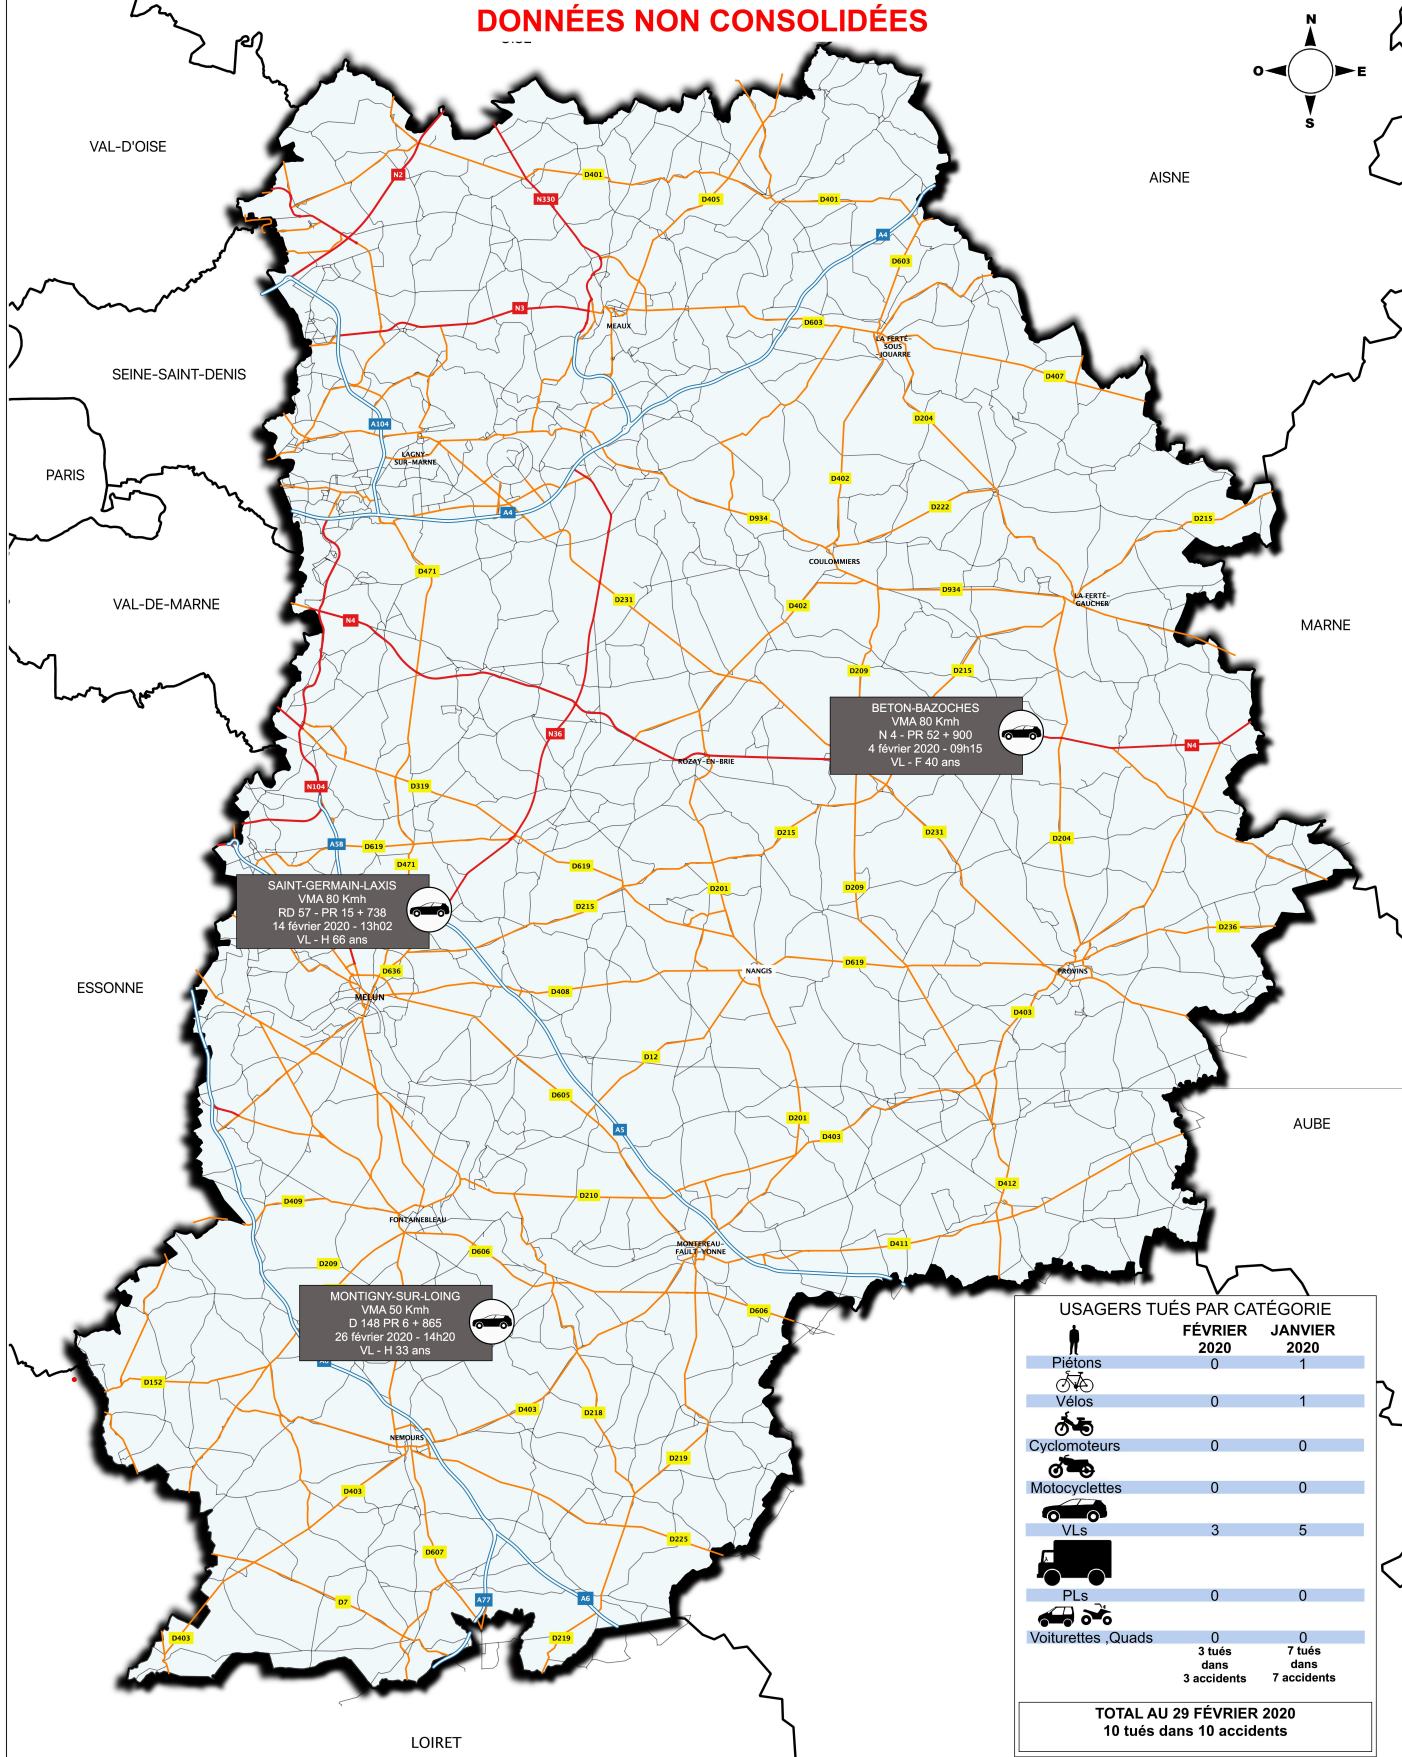 DONNÉES NON CONSOLIDÉES
N
O
E
S
VAL-D'OISE
AISNE
SEINE-SAINT-DENIS
PARIS
VAL-DE-MARNE
MARNE
ESSONNE
AUBE
LOIRET
N2
N330
D401
D405
D401
A4
D603
N3
MEAUX
D603
LA FERTÉ-
SOUS
-JOUARRE
D407
A104
D204
LAGNY-
SUR-MARNE
D402
A4
D934
D222
D215
COULOMMIERS
D471
D231
D402
D934
LA FERTÉ-
GAUCHER
N4
D209
D215
BETON-BAZOCHES
VMA 80 Kmh
N 4 - PR 52 + 900
4 février 2020 - 09h15
VL - F 40 ans
N36
N4
ROZAY-EN-BRIE
N104
D319
A5B
D619
D471
D215
D231
D204
D619
SAINT-GERMAIN-LAXIS
VMA 80 Kmh
RD 57 - PR 15 + 738
14 février 2020 - 13h02
VL - H 66 ans
D201
D209
D215
D236
D636
MELUN
D408
NANGIS
D619
PROVINS
D403
D12
D605
A5
D201
D403
D412
D409
D210
FONTAINEBLEAU
D606
MONTEREAU-
FAULT-YONNE
D411
D209
MONTIGNY-SUR-LOING
VMA 50 Kmh
D 148 PR 6 + 865
26 février 2020 - 14h20
VL - H 33 ans
D606
D152
D403
D218
NEMOURS
D219
D403
D225
D607
D7
A77
A6
D403
D219
USAGERS TUÉS PAR CATÉGORIE
FÉVRIER JANVIER
2020 2020
Piétons 0 1
Vélos 0 1
Cyclomoteurs 0 0
Motocyclettes 0 0
VLs 3 5
PLs 0 0
Voiturettes ,Quads 0 0
3 tués 7 tués
dans dans
3 accidents 7 accidents
TOTAL AU 29 FÉVRIER 2020
10 tués dans 10 accidents